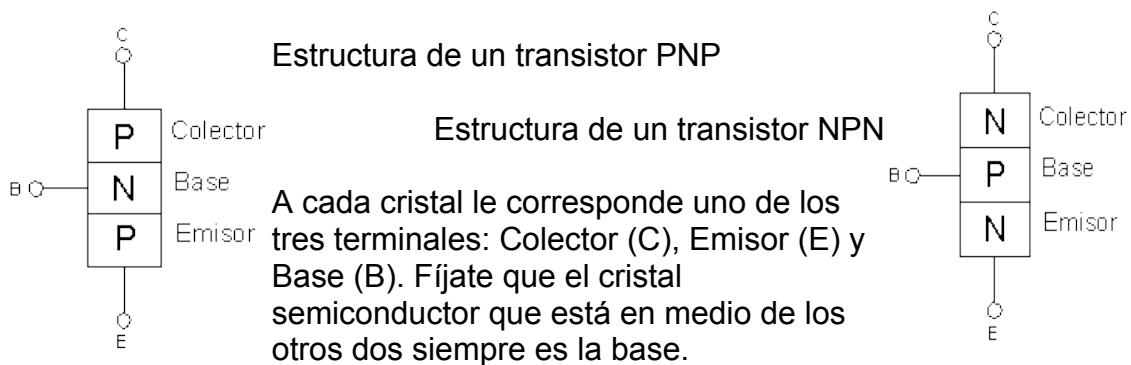 C
Estructura de un transistor PNP
P Colector
B N Base
P Emisor
E
C
Estructura de un transistor NPN
N Colector
B P Base
N Emisor
E
A cada cristal le corresponde uno de los
tres terminales: Colector (C), Emisor (E) y
Base (B). Fíjate que el cristal
semiconductor que está en medio de los
otros dos siempre es la base.